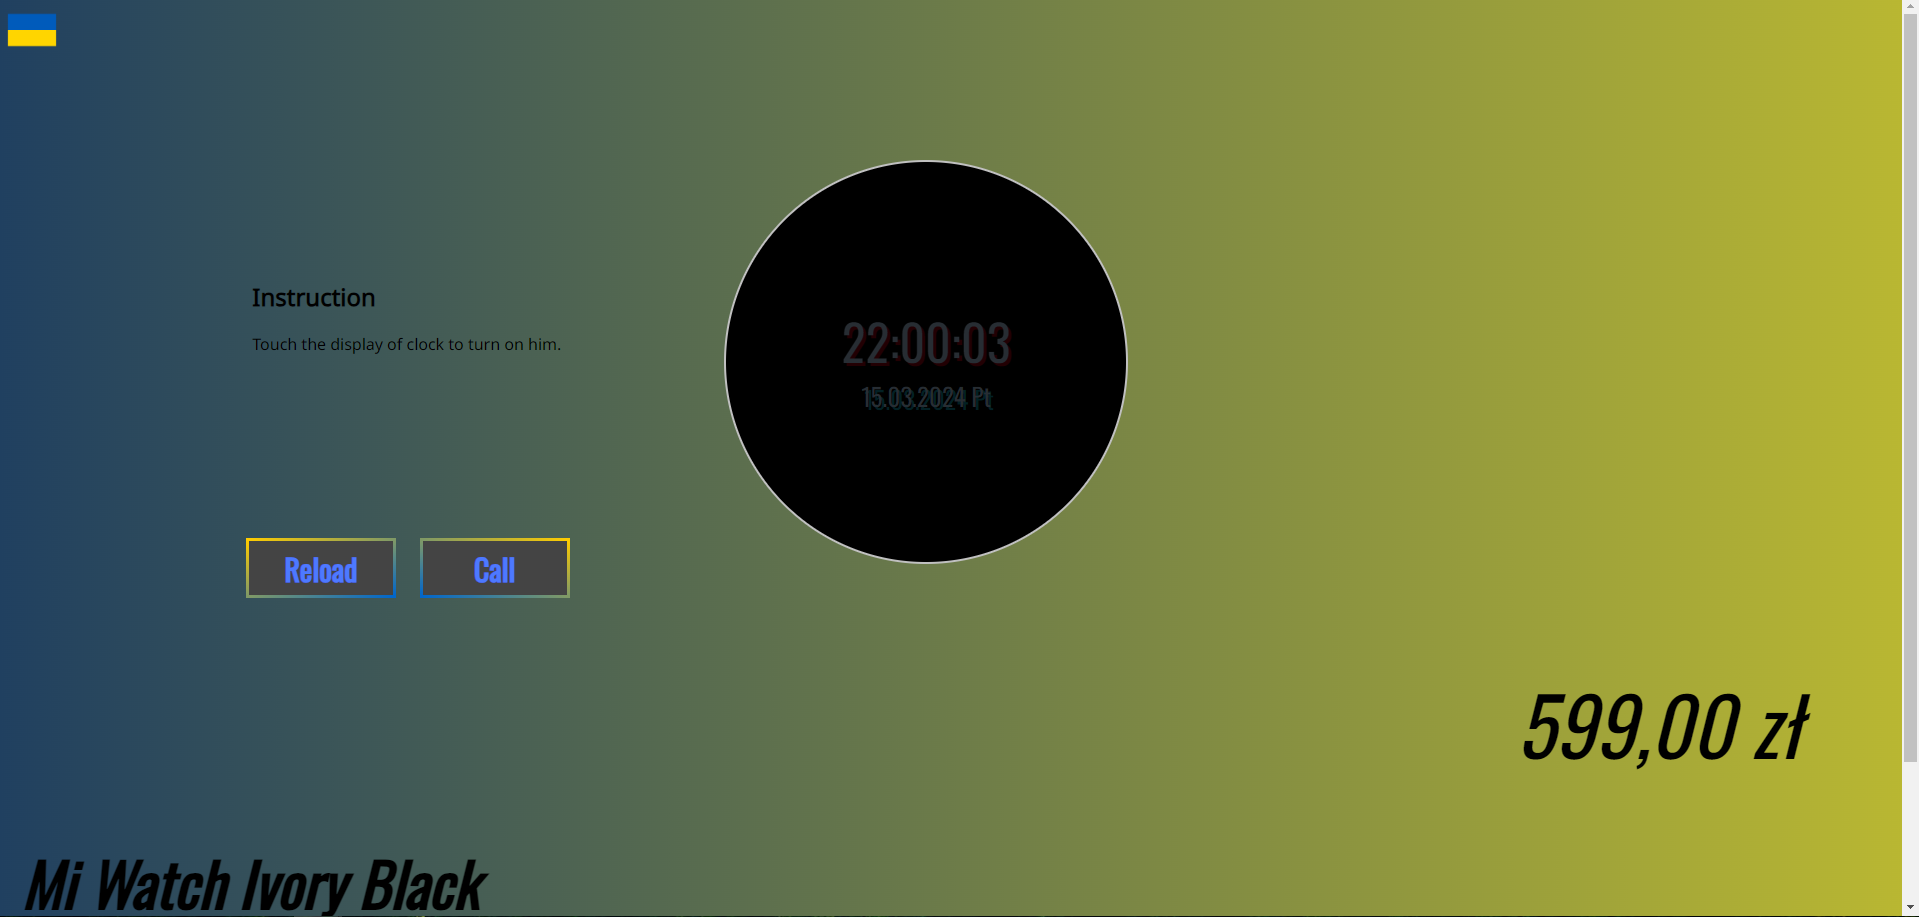 Instruction
Touch the display of clock to turn on him.
22:00:03
15.03.2024 Pt
Reload
Call
599,00 zł
Mi Watch Ivory Black